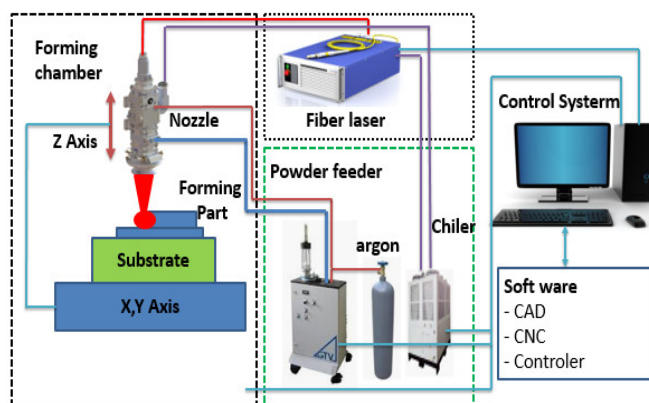 Forming
chamber
Z Axis
Nozzle
Forming
Part
Substrate
X,Y Axis
Fiber laser
Powder feeder
argon
Chiler
GTV
Control Systerm
Soft ware
- CAD
- CNC
- Controler